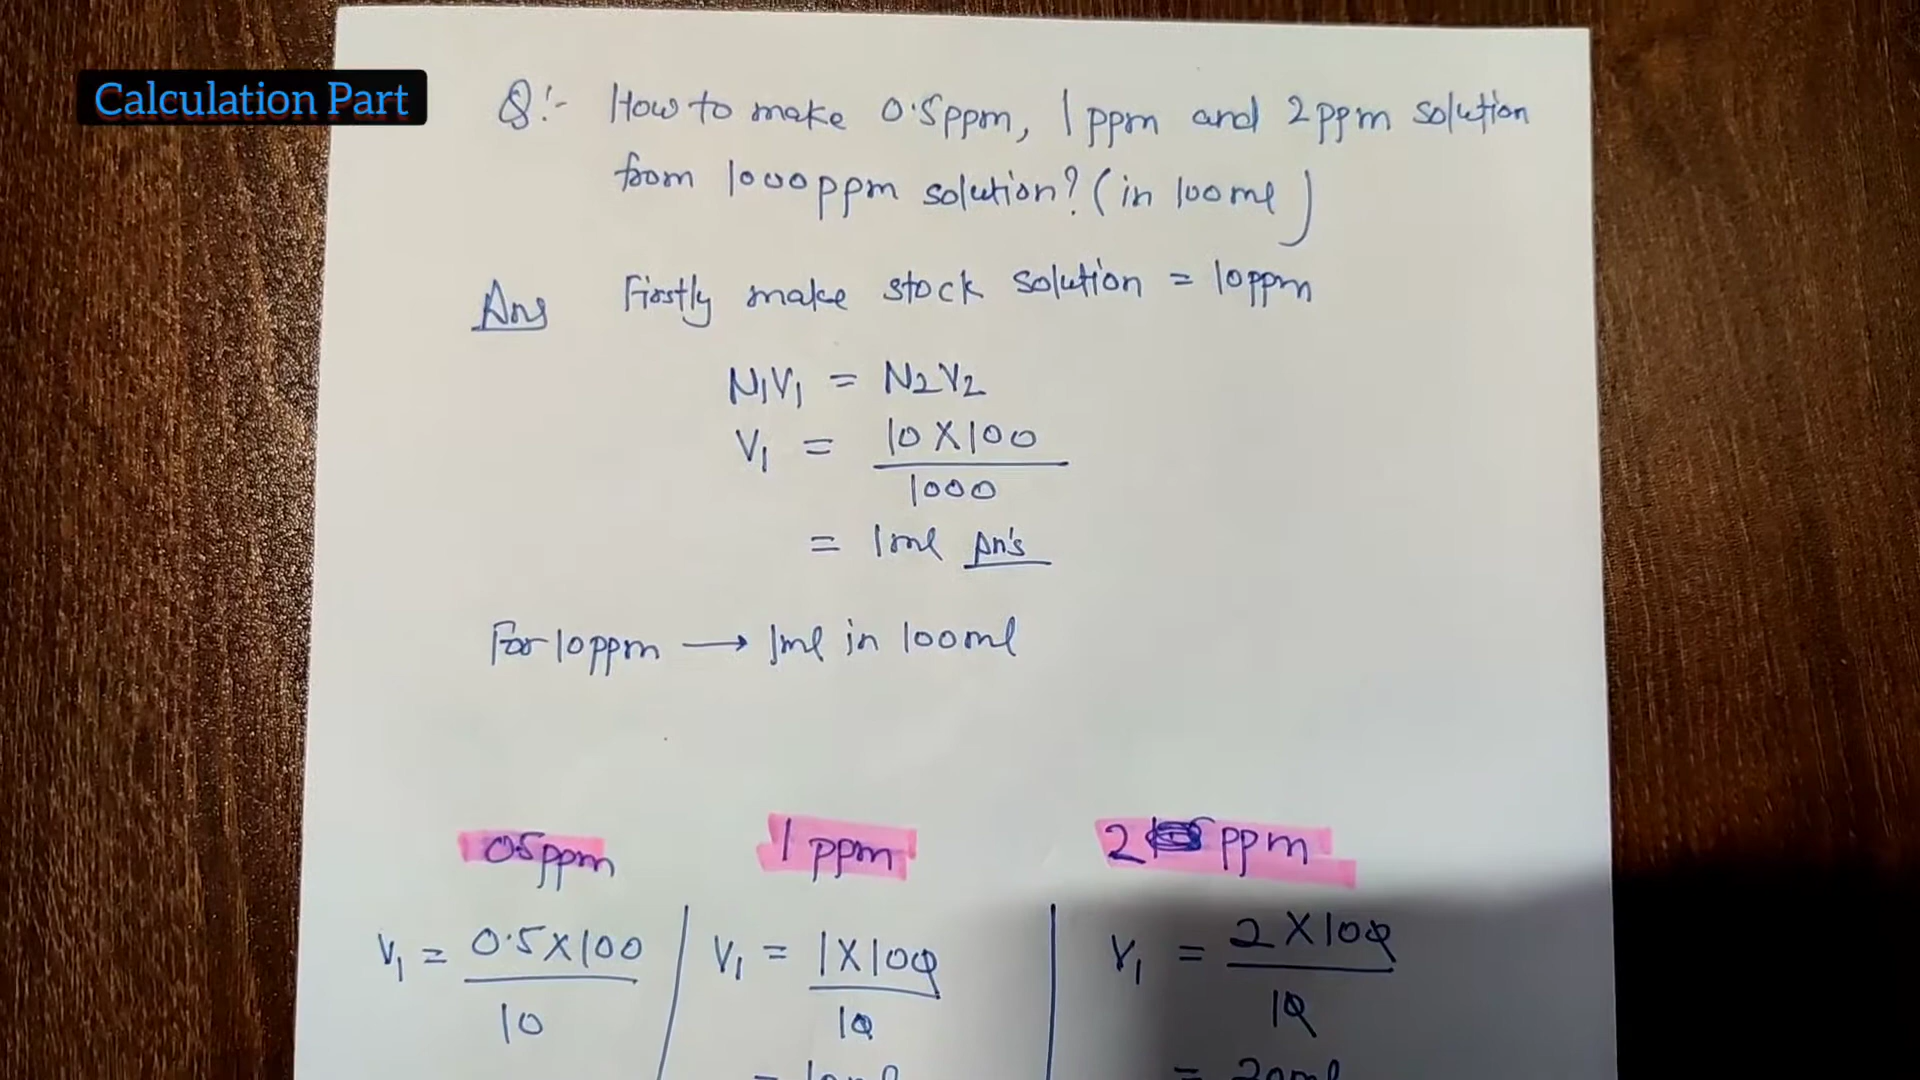 Calculation Part
Q:- How to make 0.5ppm, 1ppm and 2ppm solution
from 1000ppm solution? (in 100ml)
Ans Firstly make stock solution = 10ppm
N1V1 = N2V2
V1 = 10 X 100
1000
= 1ml Ans
For 10ppm → 1ml in 100ml
0.5ppm 1 ppm 2 ppm
V1 = 0.5 X 100 V1 = 1 X 100 V1 = 2 X 100
10 10 10
= 10ml = 20ml